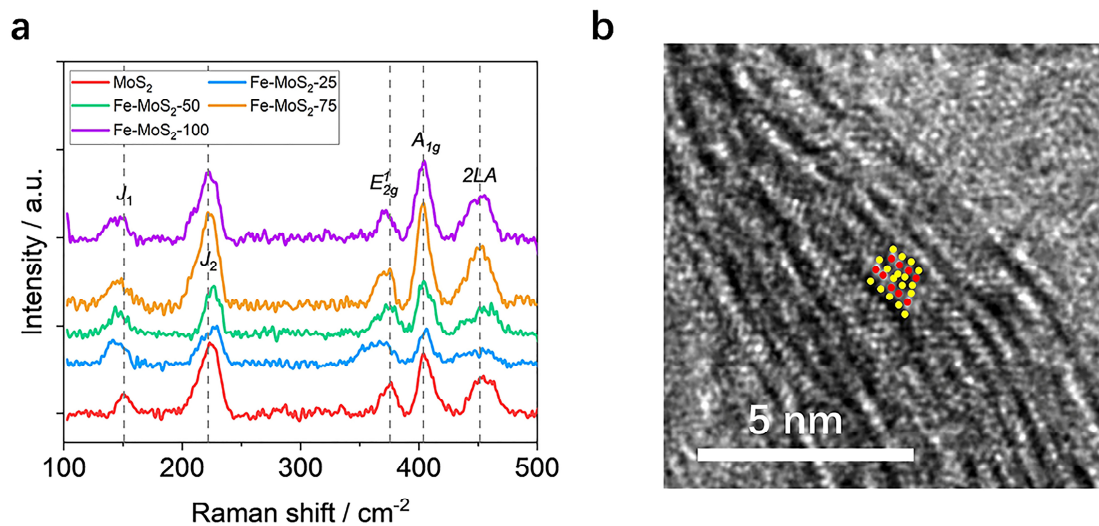 a
MoS2 Fe-MoS2-25
Fe-MoS2-50 Fe-MoS2-75
Fe-MoS2-100
J1
J2
E¹2g
A1g
2LA
Intensity / a.u.
100 200 300 400 500
Raman shift / cm-2
b
5 nm